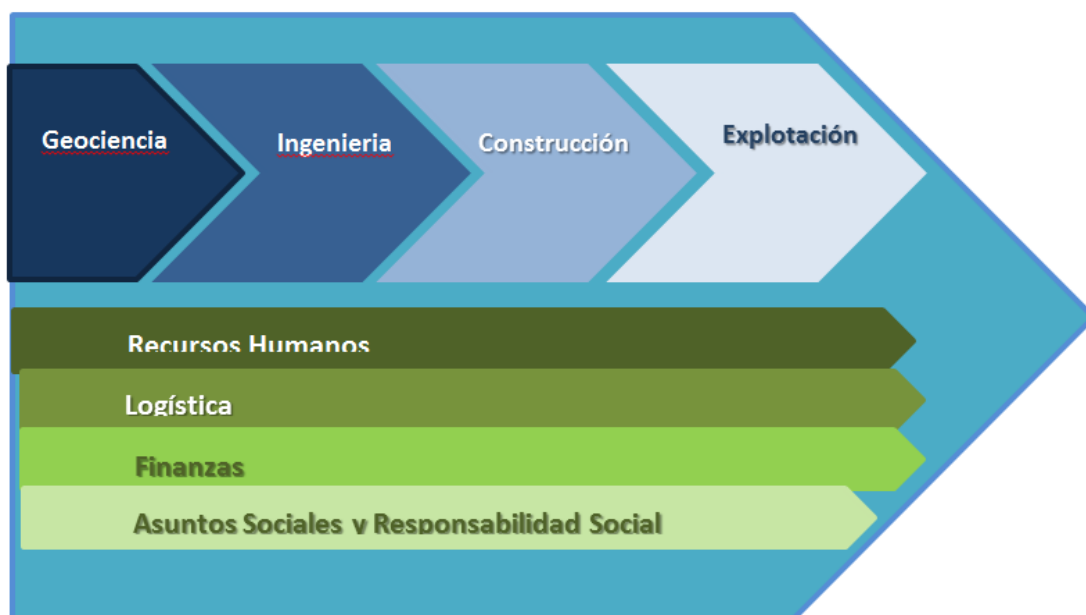 Geociencia
Ingenieria
Construcción
Explotación
Recursos Humanos
Logística
Finanzas
Asuntos Sociales y Responsabilidad Social